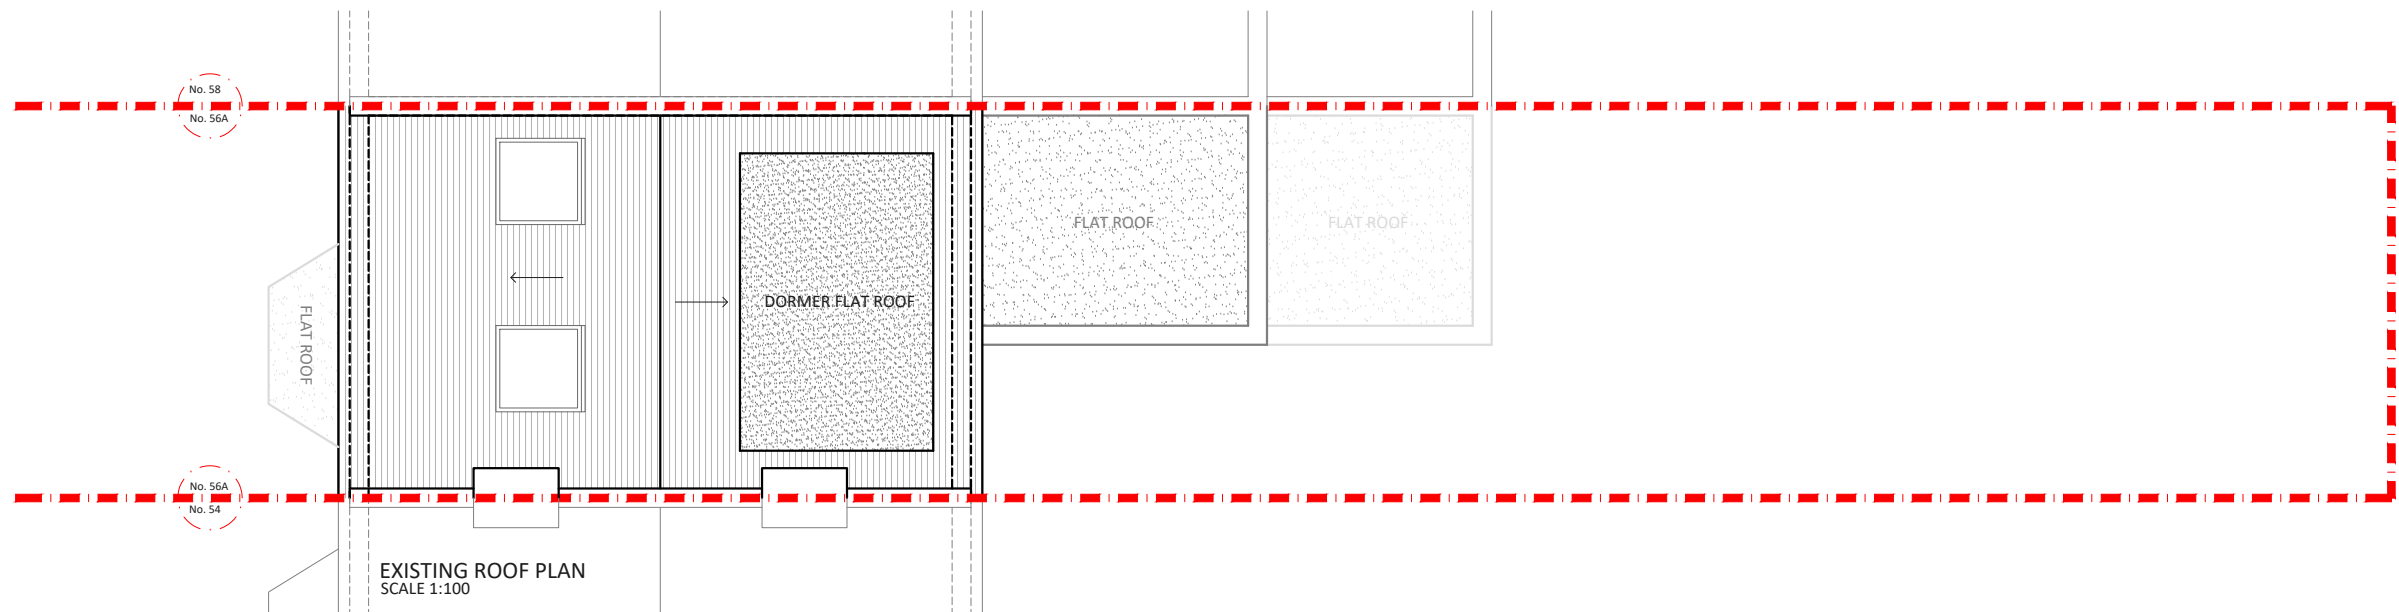 No. 58
No. 56A
FLAT ROOF
FLAT ROOF
FLAT ROOF
DORMER FLAT ROOF
No. 56A
No. 54
EXISTING ROOF PLAN
SCALE 1:100